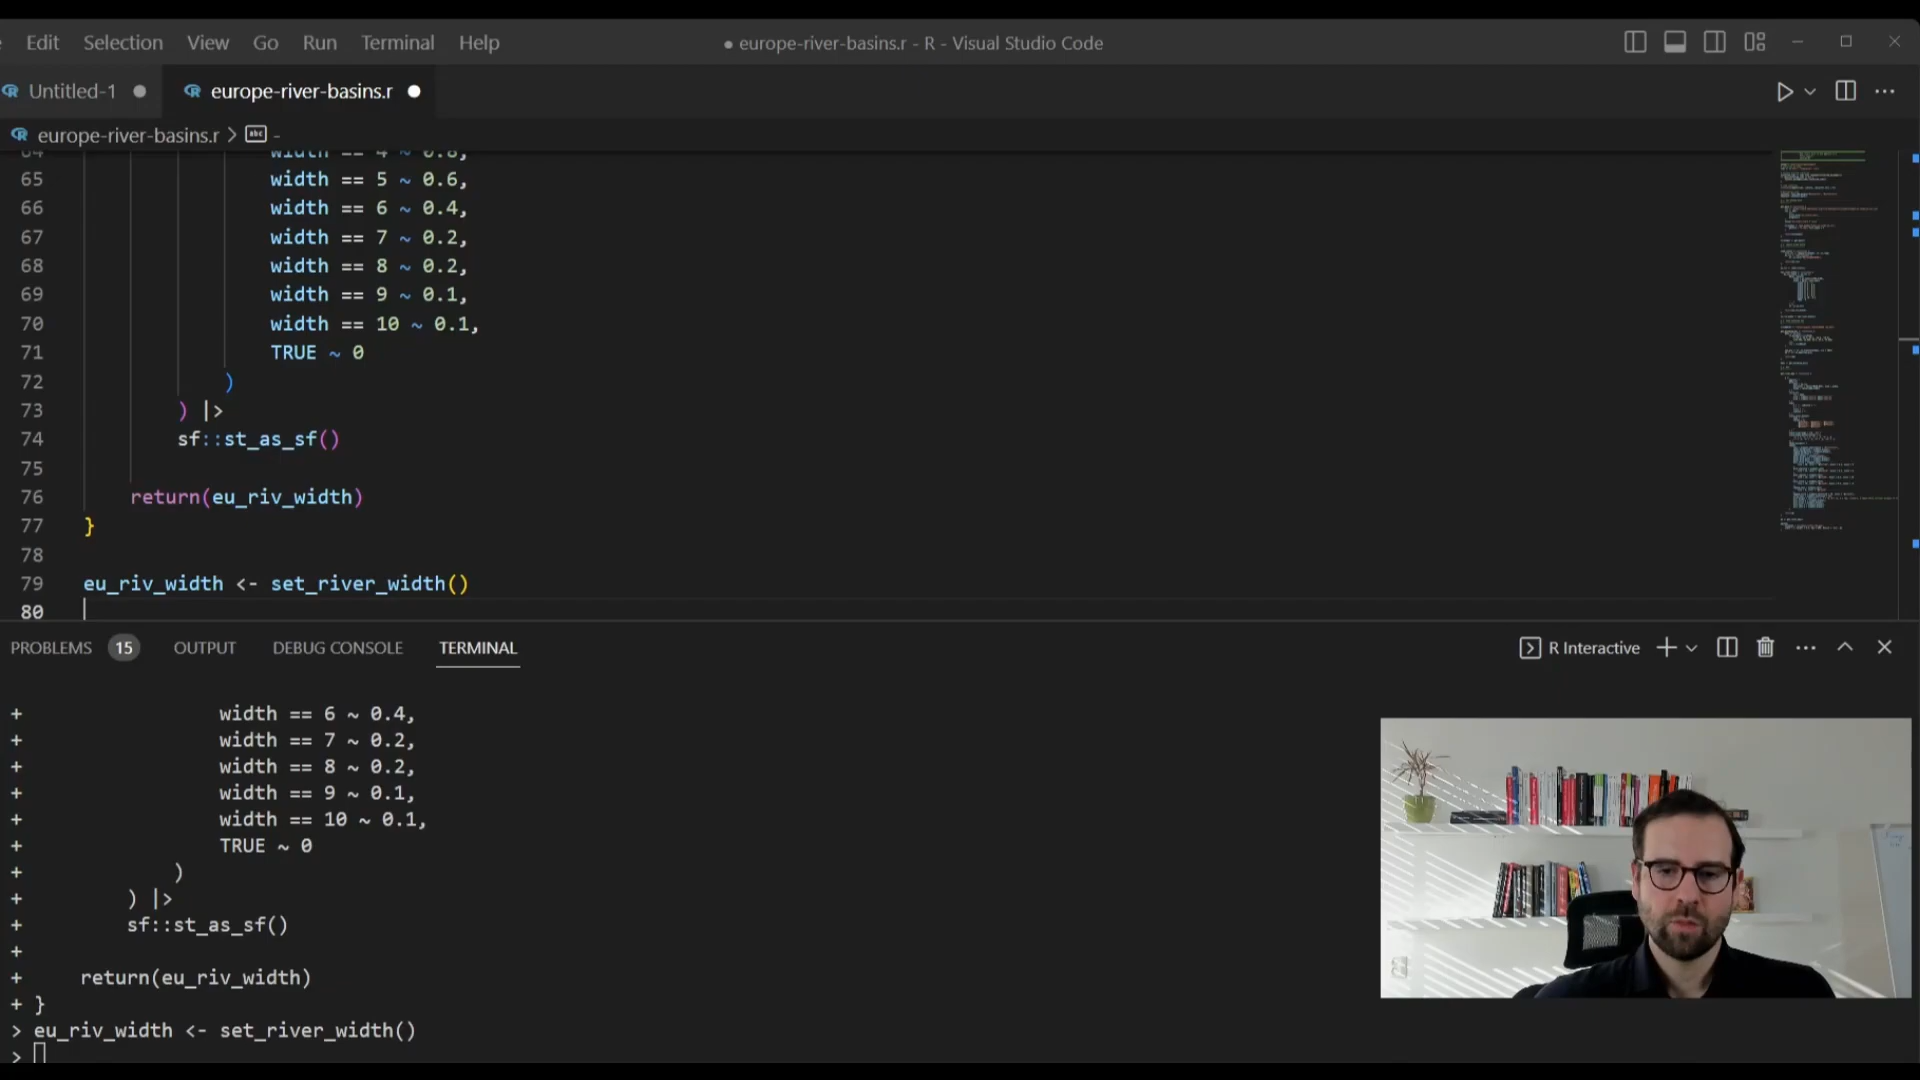 Edit Selection View Go Run Terminal Help
● europe-river-basins.r - R - Visual Studio Code
Untitled-1
europe-river-basins.r
europe-river-basins.r > abc -
64 width == 4 ~ 0.8,
65 width == 5 ~ 0.6,
66 width == 6 ~ 0.4,
67 width == 7 ~ 0.2,
68 width == 8 ~ 0.2,
69 width == 9 ~ 0.1,
70 width == 10 ~ 0.1,
71 TRUE ~ 0
72 )
73 ) |>
74 sf::st_as_sf()
75
76 return(eu_riv_width)
77 }
78
79 eu_riv_width <- set_river_width()
80
PROBLEMS 15 OUTPUT DEBUG CONSOLE TERMINAL
R Interactive
+ width == 6 ~ 0.4,
+ width == 7 ~ 0.2,
+ width == 8 ~ 0.2,
+ width == 9 ~ 0.1,
+ width == 10 ~ 0.1,
+ TRUE ~ 0
+ )
+ ) |>
+ sf::st_as_sf()
+
+ return(eu_riv_width)
+ }
> eu_riv_width <- set_river_width()
>